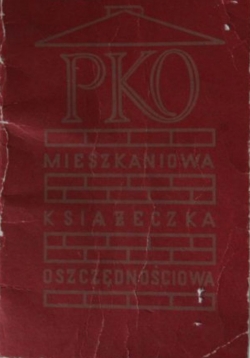 PKO
MIESZKANIOWA
KSIĄŻECZKA
OSZCZĘDNOŚCIOWA